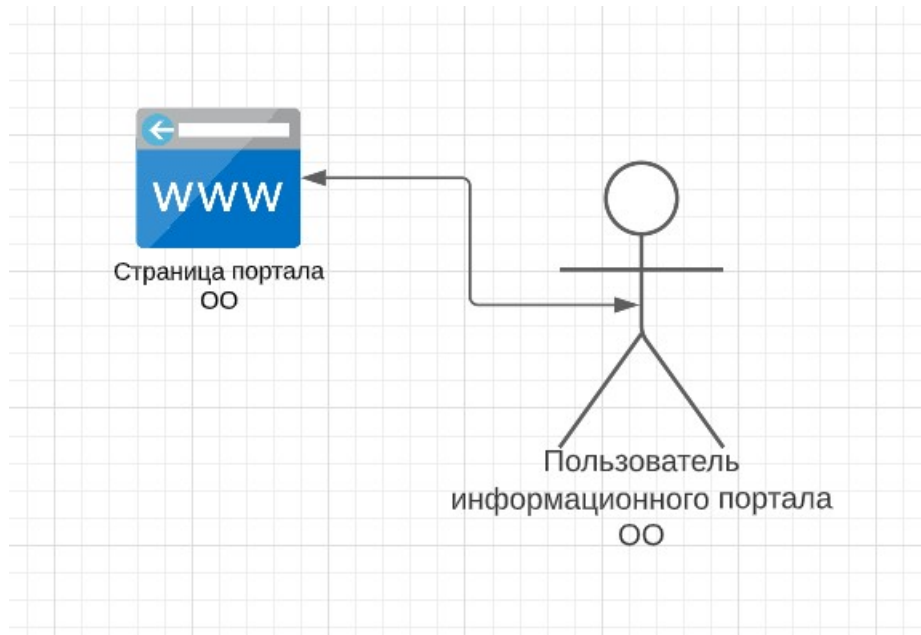 WWW
Страница портала
ОО
Пользователь
информационного портала
ОО